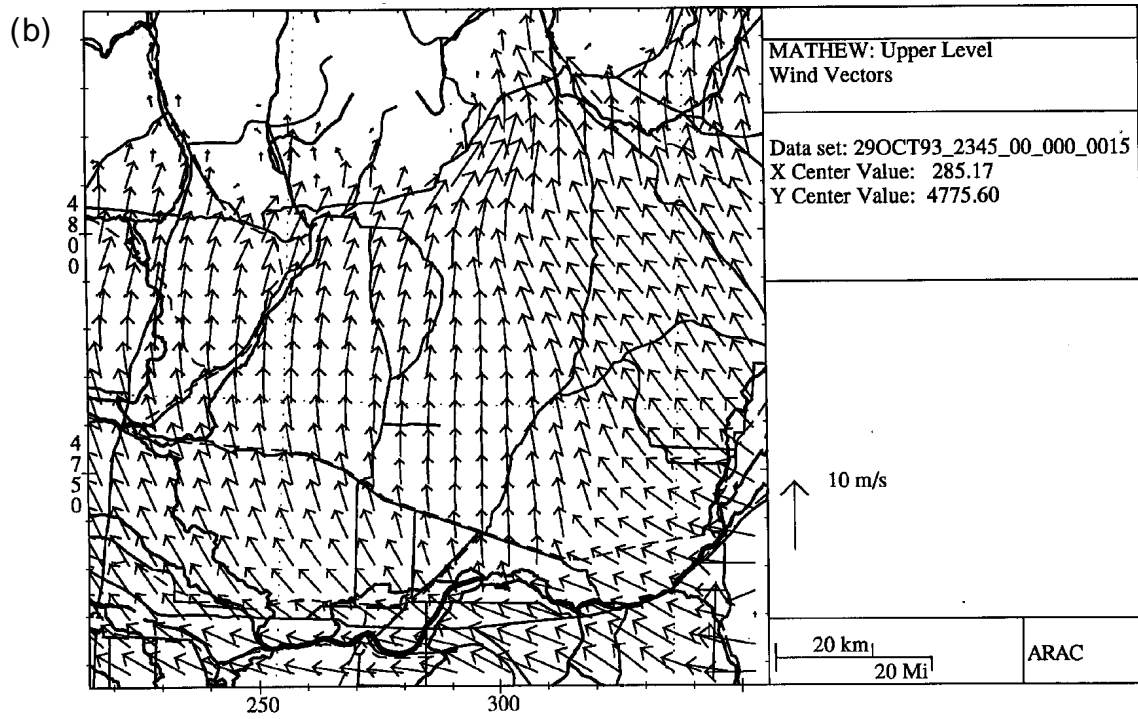 (b)
MATHEW: Upper Level
Wind Vectors
Data set: 29OCT93_2345_00_000_0015
X Center Value: 285.17
Y Center Value: 4775.60
4800
4750
10 m/s
20 km
20 Mi
ARAC
250
300